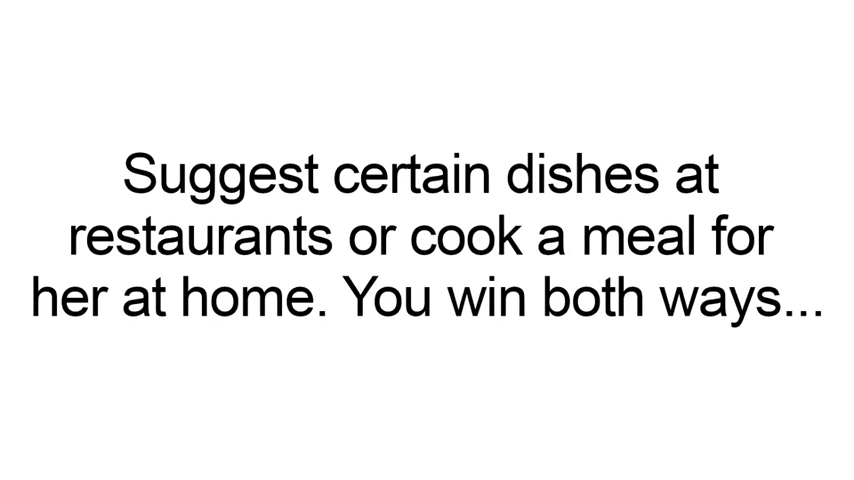 Suggest certain dishes at
restaurants or cook a meal for
her at home. You win both ways...